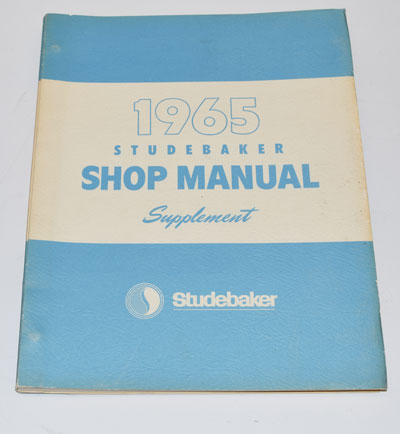 1965
STUDEBAKER
SHOP MANUAL
Supplement
Studebaker